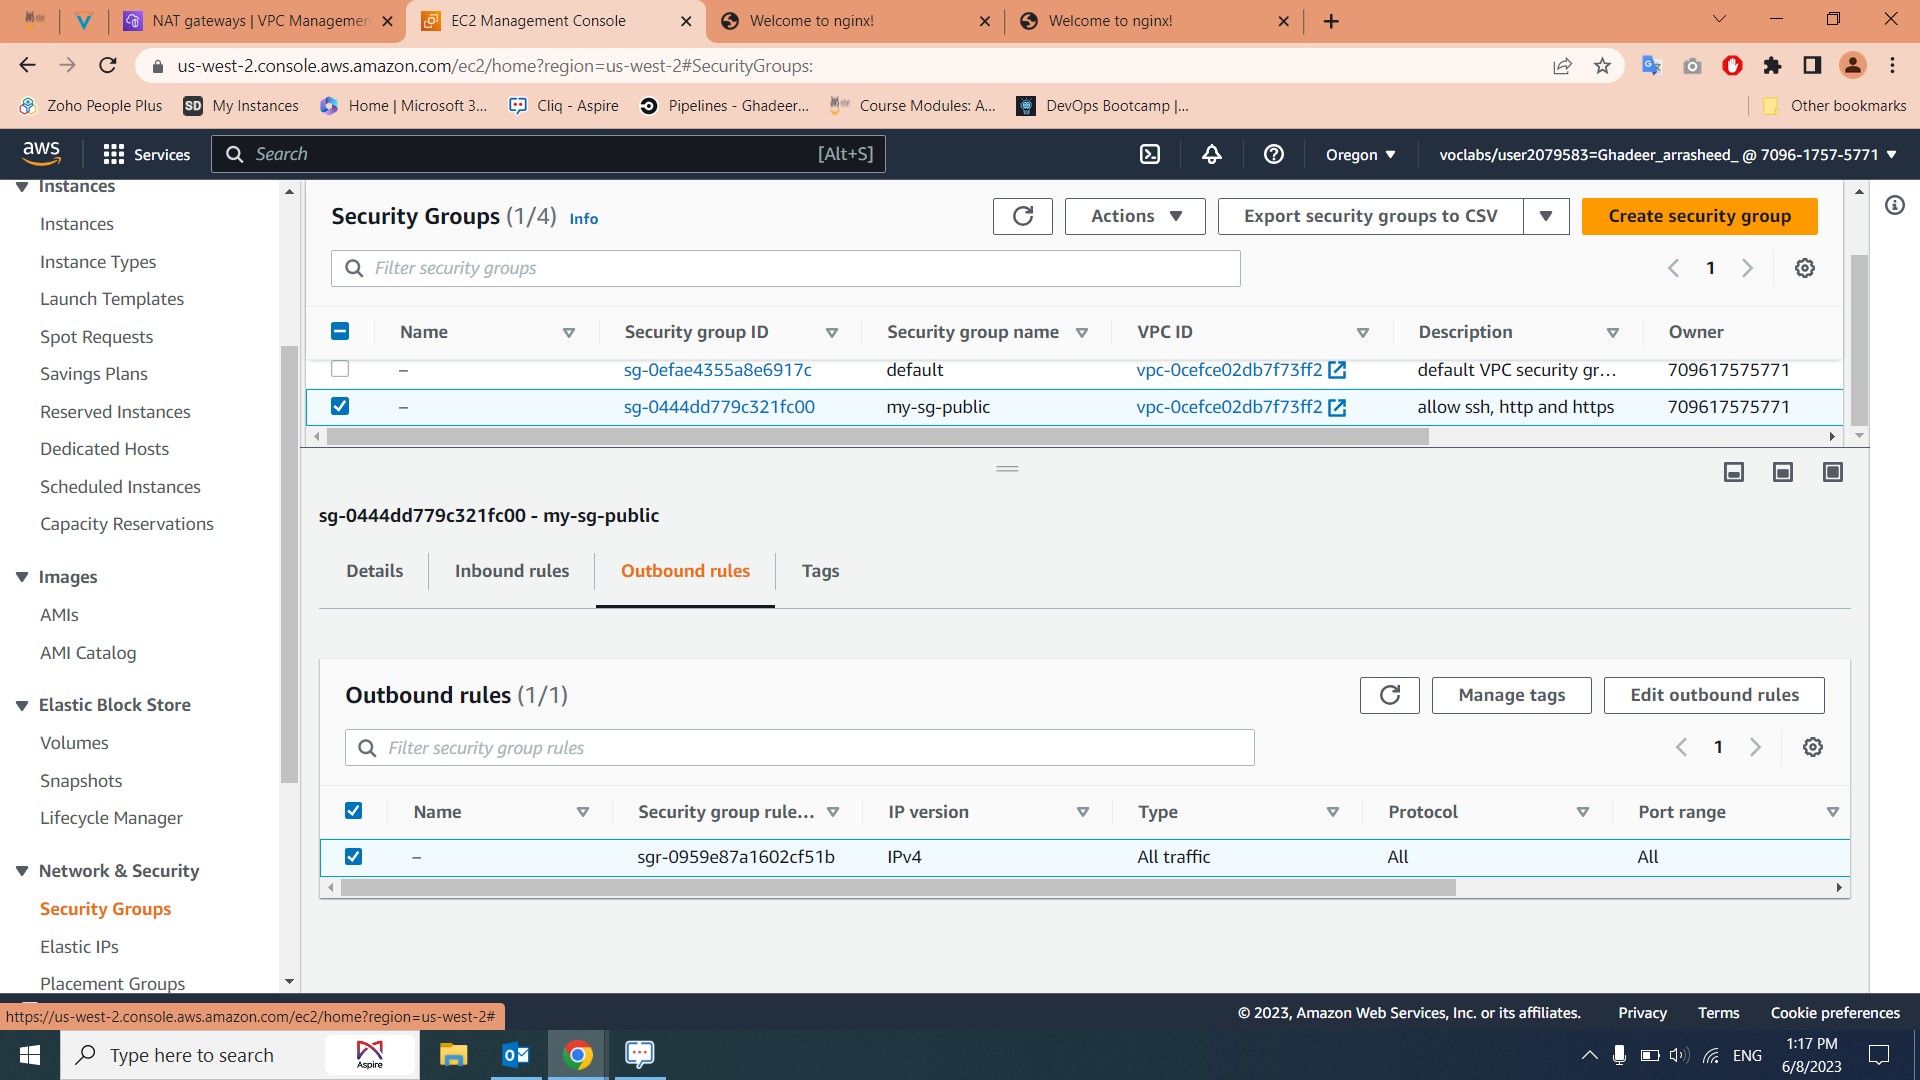 NAT gateways | VPC Managemen
EC2 Management Console
Welcome to nginx!
Welcome to nginx!
us-west-2.console.aws.amazon.com/ec2/home?region=us-west-2#SecurityGroups:
Zoho People Plus
SD
My Instances
Home | Microsoft 3...
Cliq - Aspire
Pipelines - Ghadeer...
Course Modules: A...
DevOps Bootcamp |...
Other bookmarks
aws
Services
Search
[Alt+S]
Oregon
voclabs/user2079583=Ghadeer_arrasheed_ @ 7096-1757-5771
Instances
Instances
Instance Types
Launch Templates
Spot Requests
Savings Plans
Reserved Instances
Dedicated Hosts
Scheduled Instances
Capacity Reservations
Images
AMIs
AMI Catalog
Elastic Block Store
Volumes
Snapshots
Lifecycle Manager
Network & Security
Security Groups
Elastic IPs
Placement Groups
Security Groups (1/4) Info
Actions
Export security groups to CSV
Create security group
Filter security groups
1
Name Security group ID Security group name VPC ID Description Owner
– sg-0efae4355a8e6917c default vpc-0cefce02db7f73ff2 default VPC security gr... 709617575771
– sg-0444dd779c321fc00 my-sg-public vpc-0cefce02db7f73ff2 allow ssh, http and https 709617575771
sg-0444dd779c321fc00 - my-sg-public
Details
Inbound rules
Outbound rules
Tags
Outbound rules (1/1)
Manage tags
Edit outbound rules
Filter security group rules
1
Name Security group rule... IP version Type Protocol Port range
– sgr-0959e87a1602cf51b IPv4 All traffic All All
https://us-west-2.console.aws.amazon.com/ec2/home?region=us-west-2#
© 2023, Amazon Web Services, Inc. or its affiliates.
Privacy
Terms
Cookie preferences
Type here to search
Aspire
ENG
1:17 PM
6/8/2023